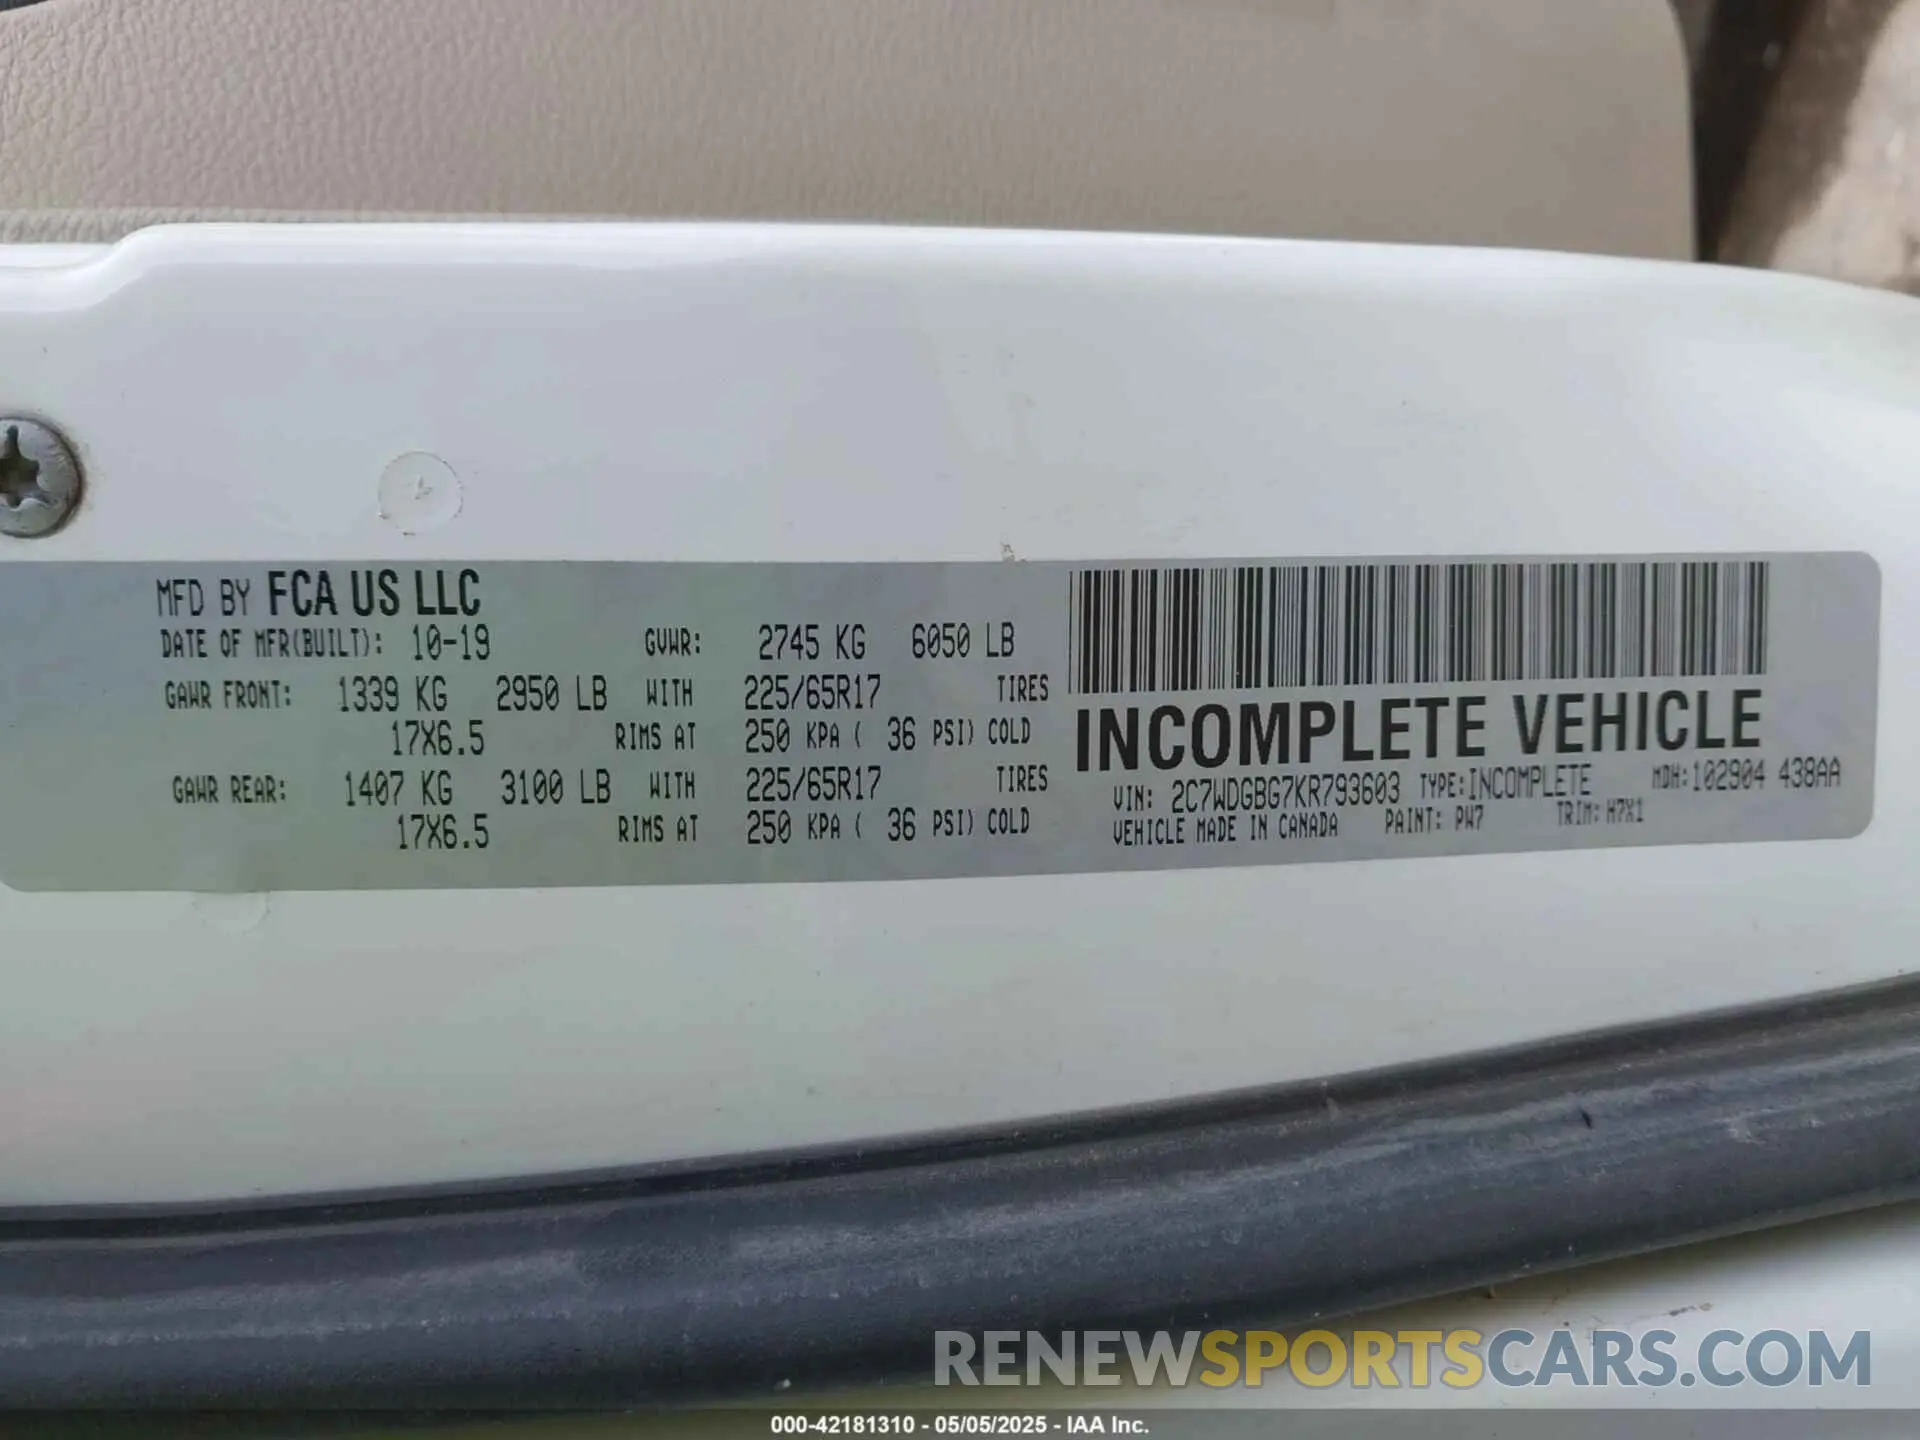 MFD BY FCA US LLC
DATE OF MFR(BUILT): 10-19 GVWR: 2745 KG 6050 LB
GAWR FRONT: 1339 KG 2950 LB WITH 225/65R17 TIRES
17X6.5 RIMS AT 250 KPA ( 36 PSI) COLD
GAWR REAR: 1407 KG 3100 LB WITH 225/65R17 TIRES
17X6.5 RIMS AT 250 KPA ( 36 PSI) COLD
INCOMPLETE VEHICLE
VIN: 2C7WDGBG7KR793603 TYPE:INCOMPLETE MDH:102904 438AA
VEHICLE MADE IN CANADA PAINT: PW7 TRIM: H7X1
RENEWSPORTSCARS.COM
000-42181310 - 05/05/2025 - IAA Inc.